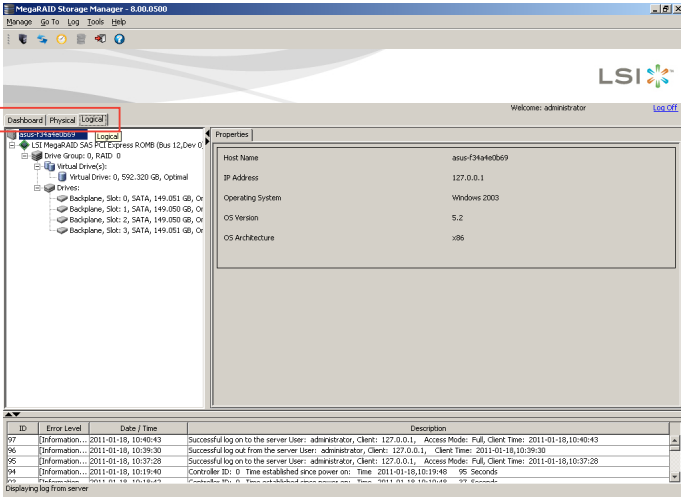 MegaRAID Storage Manager - 8.00.0500
Manage Go To Log Tools Help
LSI
Welcome: administrator Log Off
Dashboard Physical Logical
asus-f34a4e0b69
Logical
LSI MegaRAID SAS PCI Express ROMB (Bus 12,Dev 0
Drive Group: 0, RAID 0
Virtual Drive(s):
Virtual Drive: 0, 592.320 GB, Optimal
Drives:
Backplane, Slot: 0, SATA, 149.051 GB, Or
Backplane, Slot: 1, SATA, 149.050 GB, Or
Backplane, Slot: 2, SATA, 149.050 GB, Or
Backplane, Slot: 3, SATA, 149.051 GB, Or
Properties
Host Name asus-f34a4e0b69
IP Address 127.0.0.1
Operating System Windows 2003
OS Version 5.2
OS Architecture x86
ID Error Level Date / Time Description
97 [Information... 2011-01-18, 10:40:43 Successful log on to the server User: administrator, Client: 127.0.0.1, Access Mode: Full, Client Time: 2011-01-18,10:40:43
96 [Information... 2011-01-18, 10:39:30 Successful log out from the server User: administrator, Client: 127.0.0.1, Client Time: 2011-01-18,10:39:30
95 [Information... 2011-01-18, 10:37:28 Successful log on to the server User: administrator, Client: 127.0.0.1, Access Mode: Full, Client Time: 2011-01-18,10:37:28
94 [Information... 2011-01-18, 10:19:40 Controller ID: 0 Time established since power on: Time 2011-01-18,10:19:48 95 Seconds
Displaying log from server